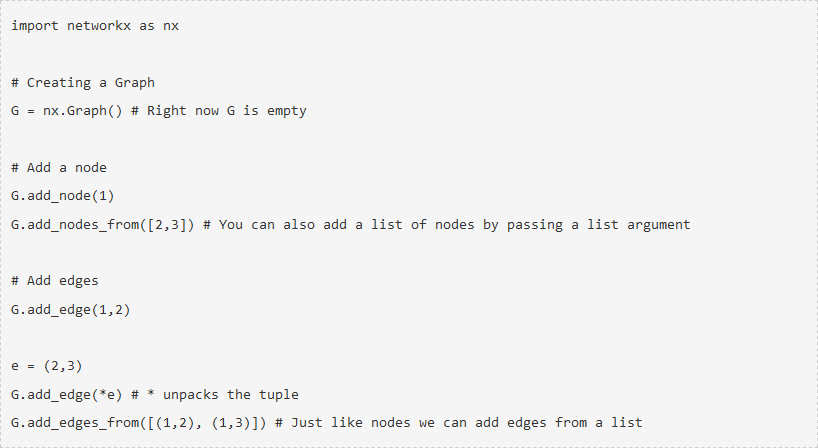 import networkx as nx
# Creating a Graph
G = nx.Graph() # Right now G is empty
# Add a node
G.add_node(1)
G.add_nodes_from([2,3]) # You can also add a list of nodes by passing a list argument
# Add edges
G.add_edge(1,2)
e = (2,3)
G.add_edge(*e) # * unpacks the tuple
G.add_edges_from([(1,2), (1,3)]) # Just like nodes we can add edges from a list